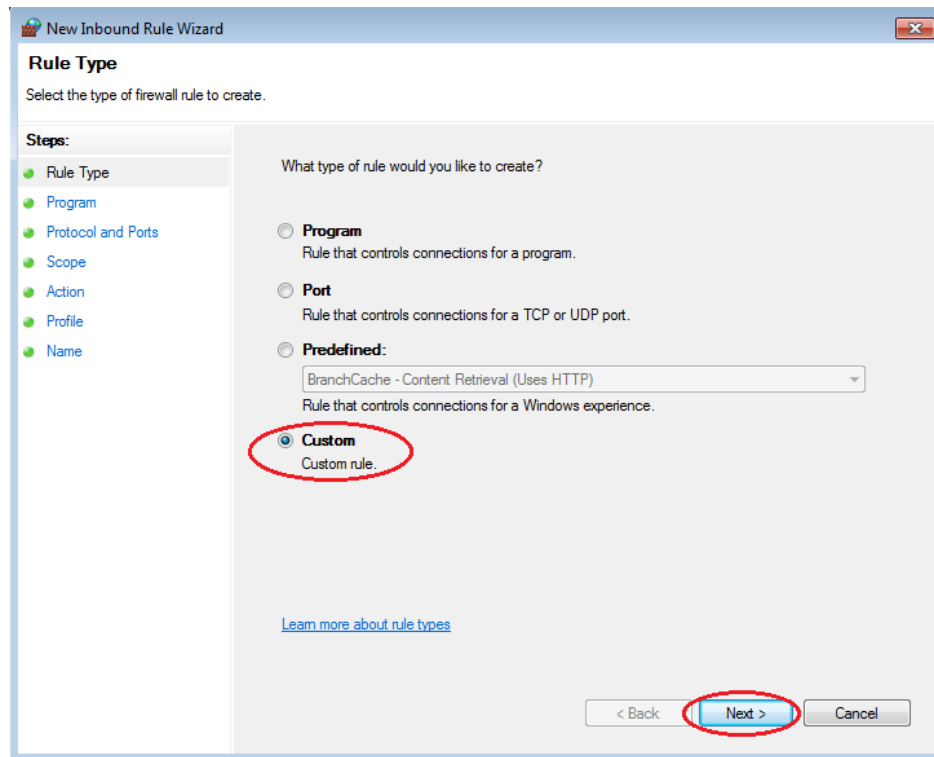 New Inbound Rule Wizard
Rule Type
Select the type of firewall rule to create.
Steps:
Rule Type
Program
Protocol and Ports
Scope
Action
Profile
Name
What type of rule would you like to create?
Program
Rule that controls connections for a program.
Port
Rule that controls connections for a TCP or UDP port.
Predefined:
BranchCache - Content Retrieval (Uses HTTP)
Rule that controls connections for a Windows experience.
Custom
Custom rule.
Learn more about rule types
< Back Next > Cancel